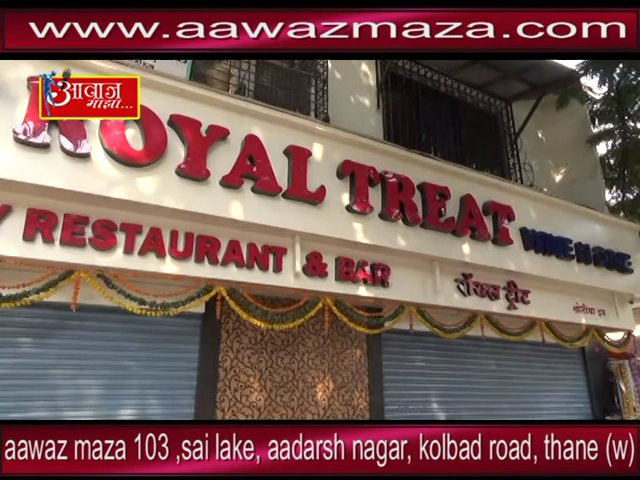 www.aawazmaza.com
आवाज
माझा...
ROYAL TREAT WINE N DINE
Y RESTAURANT & BAR रॉयल ट्रीट
aawaz maza 103 ,sai lake, aadarsh nagar, kolbad road, thane (w)